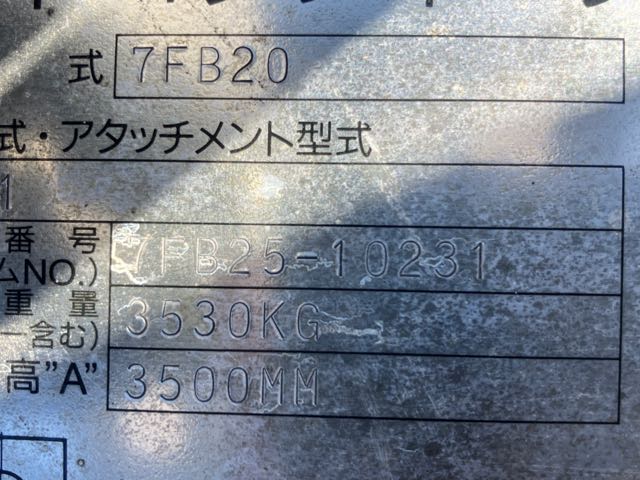 式 7FB20
式・アタッチメント型式
1
番号 7FB25-10231
ムNO.)
重量 3530KG
含む)
高"A" 3500MM